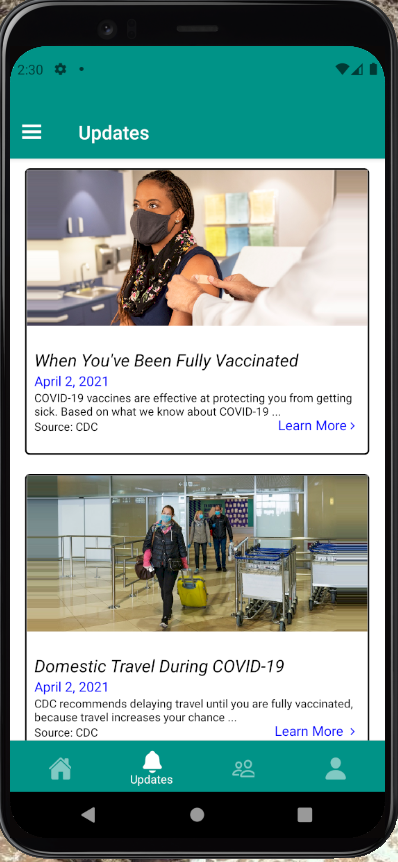 2:30
Updates
When You've Been Fully Vaccinated
April 2, 2021
COVID-19 vaccines are effective at protecting you from getting
sick. Based on what we know about COVID-19 ...
Source: CDC
Learn More >
Domestic Travel During COVID-19
April 2, 2021
CDC recommends delaying travel until you are fully vaccinated,
because travel increases your chance ...
Source: CDC
Learn More >
Updates